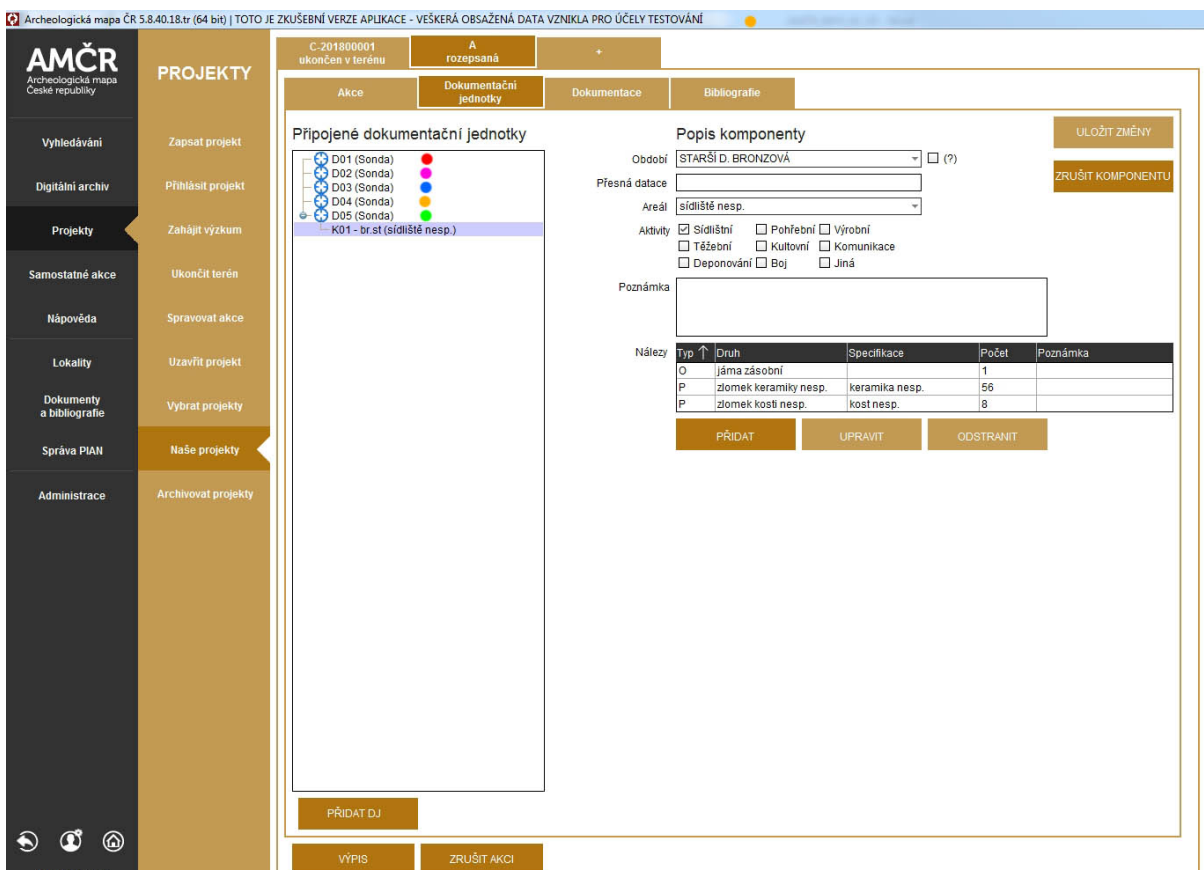 Archeologická mapa ČR 5.8.40.18.tr (64 bit) | TOTO JE ZKUŠEBNÍ VERZE APLIKACE - VEŠKERÁ OBSAŽENÁ DATA VZNIKLA PRO ÚČELY TESTOVÁNÍ
AMČR
Archeologická mapa
České republiky
Vyhledávání
Digitální archiv
Projekty
Samostatné akce
Nápověda
Lokality
Dokumenty
a bibliografie
Správa PIAN
Administrace
PROJEKTY
Zapsat projekt
Přihlásit projekt
Zahájit výzkum
Ukončit terén
Spravovat akce
Uzavřít projekt
Vybrat projekty
Naše projekty
Archivovat projekty
C-201800001
ukončen v terénu
A
rozepsaná
+
Akce
Dokumentační
jednotky
Dokumentace
Bibliografie
Připojené dokumentační jednotky
D01 (Sonda)
D02 (Sonda)
D03 (Sonda)
D04 (Sonda)
D05 (Sonda)
K01 - br.st (sídliště nesp.)
PŘIDAT DJ
VÝPIS
ZRUŠIT AKCI
Popis komponenty
ULOŽIT ZMĚNY
ZRUŠIT KOMPONENTU
Období STARŠÍ D. BRONZOVÁ (?)
Přesná datace
Areál sídliště nesp.
Aktivity Sídlištní Pohřební Výrobní
Těžební Kultovní Komunikace
Deponování Boj Jiná
Poznámka
Nálezy Typ ↑ Druh Specifikace Počet Poznámka
O jáma zásobní 1
P zlomek keramiky nesp. keramika nesp. 56
P zlomek kosti nesp. kost nesp. 8
PŘIDAT UPRAVIT ODSTRANIT